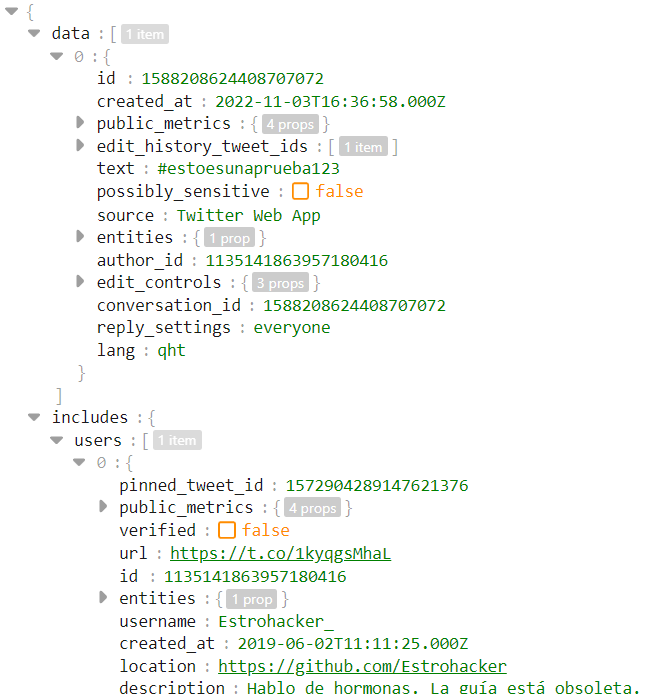 {
data : [ 1 item
0 : {
id : 1588208624408707072
created_at : 2022-11-03T16:36:58.000Z
public_metrics : { 4 props }
edit_history_tweet_ids : [ 1 item ]
text : #estoesunaprueba123
possibly_sensitive : false
source : Twitter Web App
entities : { 1 prop }
author_id : 1135141863957180416
edit_controls : { 3 props }
conversation_id : 1588208624408707072
reply_settings : everyone
lang : qht
}
]
includes : {
users : [ 1 item
0 : {
pinned_tweet_id : 1572904289147621376
public_metrics : { 4 props }
verified : false
url : https://t.co/1kyqgsMhaL
id : 1135141863957180416
entities : { 1 prop }
username : Estrohacker_
created_at : 2019-06-02T11:11:25.000Z
location : https://github.com/Estrohacker
description : Hablo de hormonas. La guía está obsoleta.